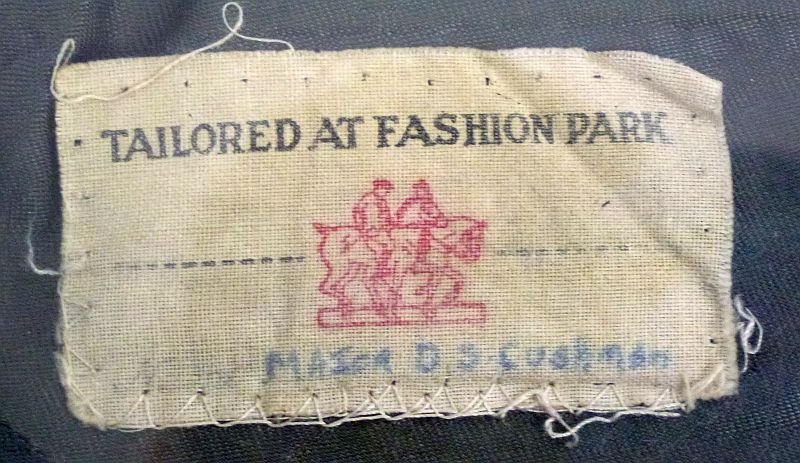 TAILORED AT FASHION PARK
MAJOR D S CUSHMAN